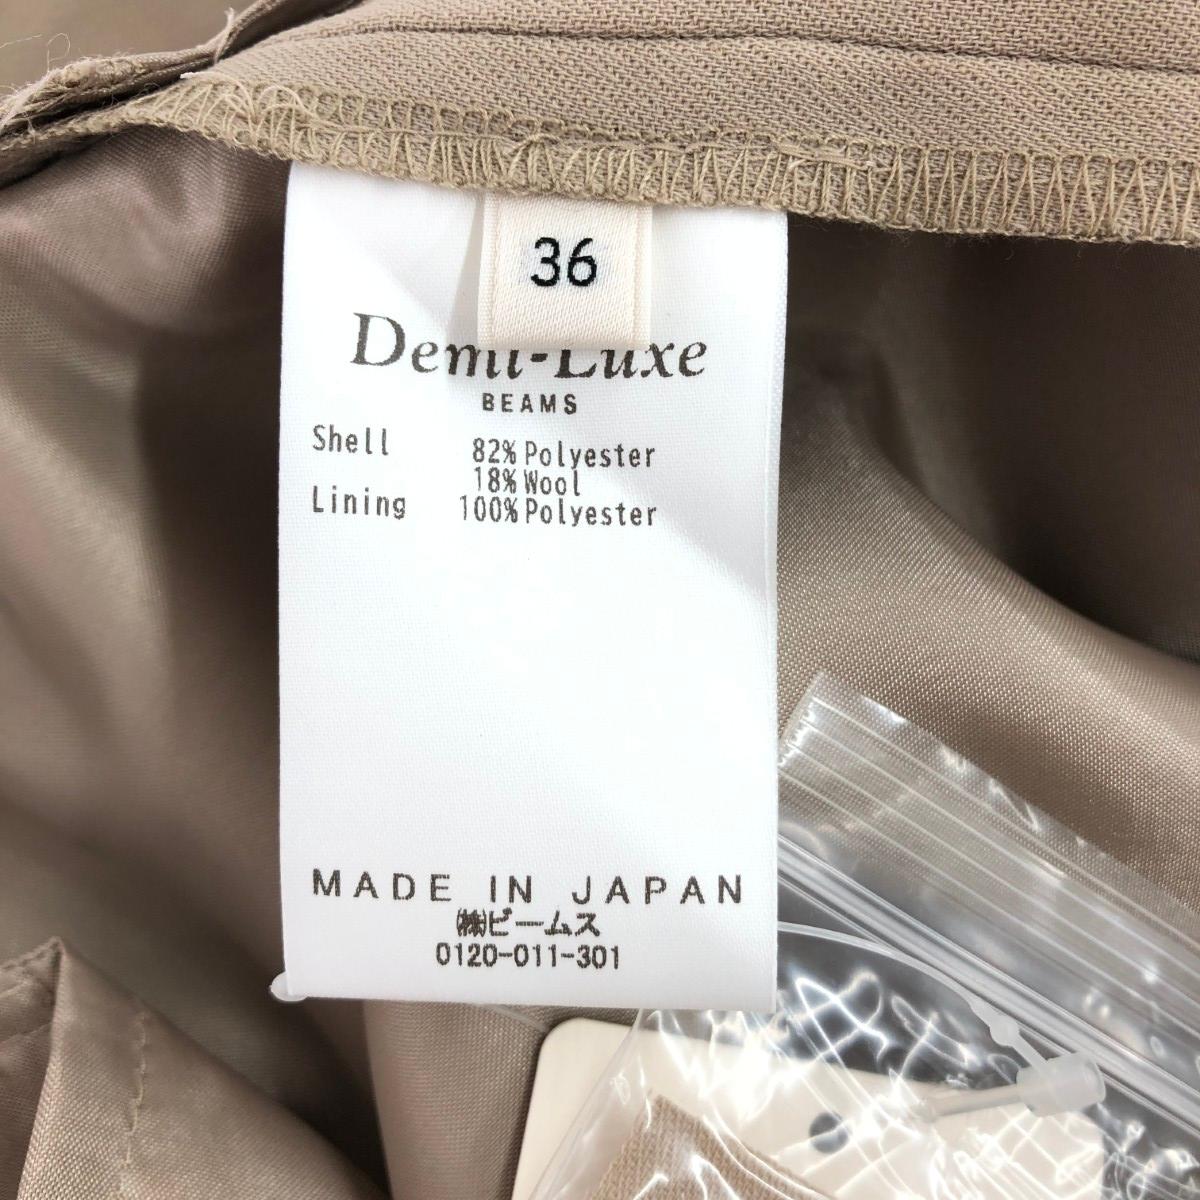 36
Demi-Luxe
BEAMS
Shell 82% Polyester
18% Wool
Lining 100% Polyester
MADE IN JAPAN
㈱ビームス
0120-011-301